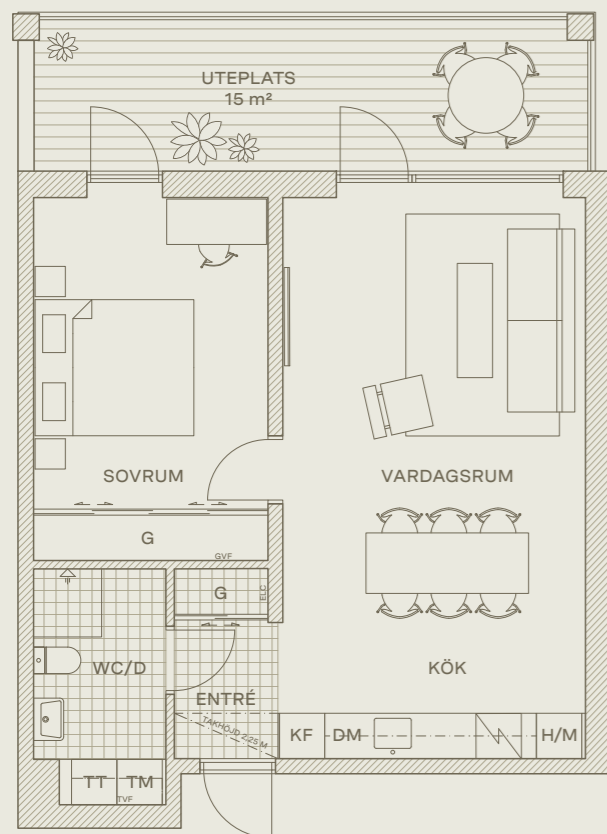 UTEPLATS
15 m²
SOVRUM
VARDAGSRUM
G
GVF
G
ELC
WC/D
KÖK
ENTRÉ
TAKHÖJD 2,25 M
KF
DM
H/M
TT
TM
TVF